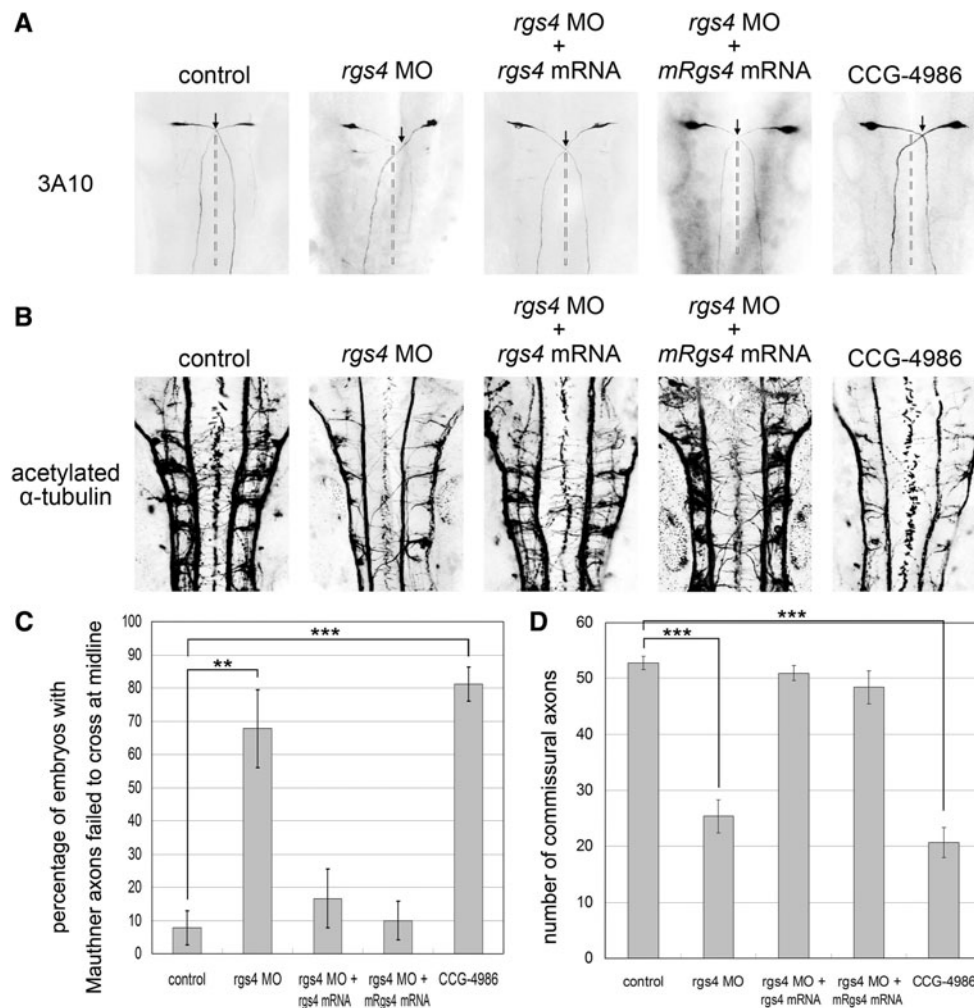 A
control
rgs4 MO
rgs4 MO
+
rgs4 mRNA
rgs4 MO
+
mRgs4 mRNA
CCG-4986
3A10
B
control
rgs4 MO
rgs4 MO
+
rgs4 mRNA
rgs4 MO
+
mRgs4 mRNA
CCG-4986
acetylated
α-tubulin
C
percentage of embryos with
Mauthner axons failed to cross at midline
100
90
80
70
60
50
40
30
20
10
0
***
**
control
rgs4 MO
rgs4 MO +
rgs4 mRNA
rgs4 MO +
mRgs4 mRNA
CCG-4986
D
number of commissural axons
60
50
40
30
20
10
0
***
***
control
rgs4 MO
rgs4 MO +
rgs4 mRNA
rgs4 MO +
mRgs4 mRNA
CCG-4986